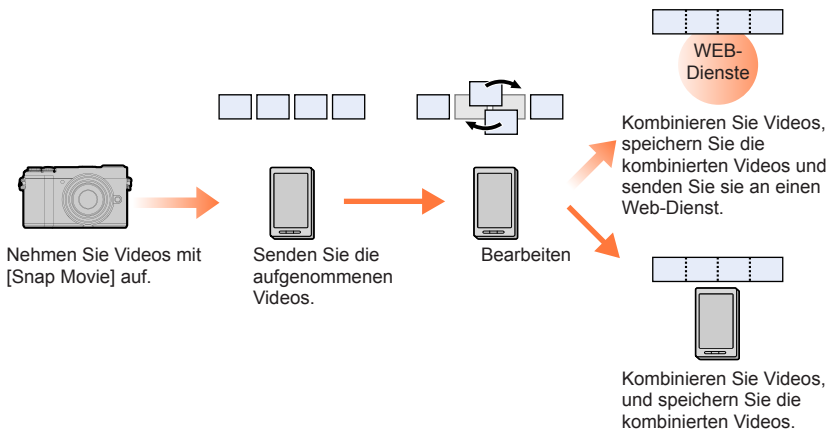 WEB-
Dienste
Kombinieren Sie Videos,
speichern Sie die
kombinierten Videos und
senden Sie sie an einen
Web-Dienst.
Nehmen Sie Videos mit
[Snap Movie] auf.
Senden Sie die
aufgenommenen
Videos.
Bearbeiten
Kombinieren Sie Videos,
und speichern Sie die
kombinierten Videos.